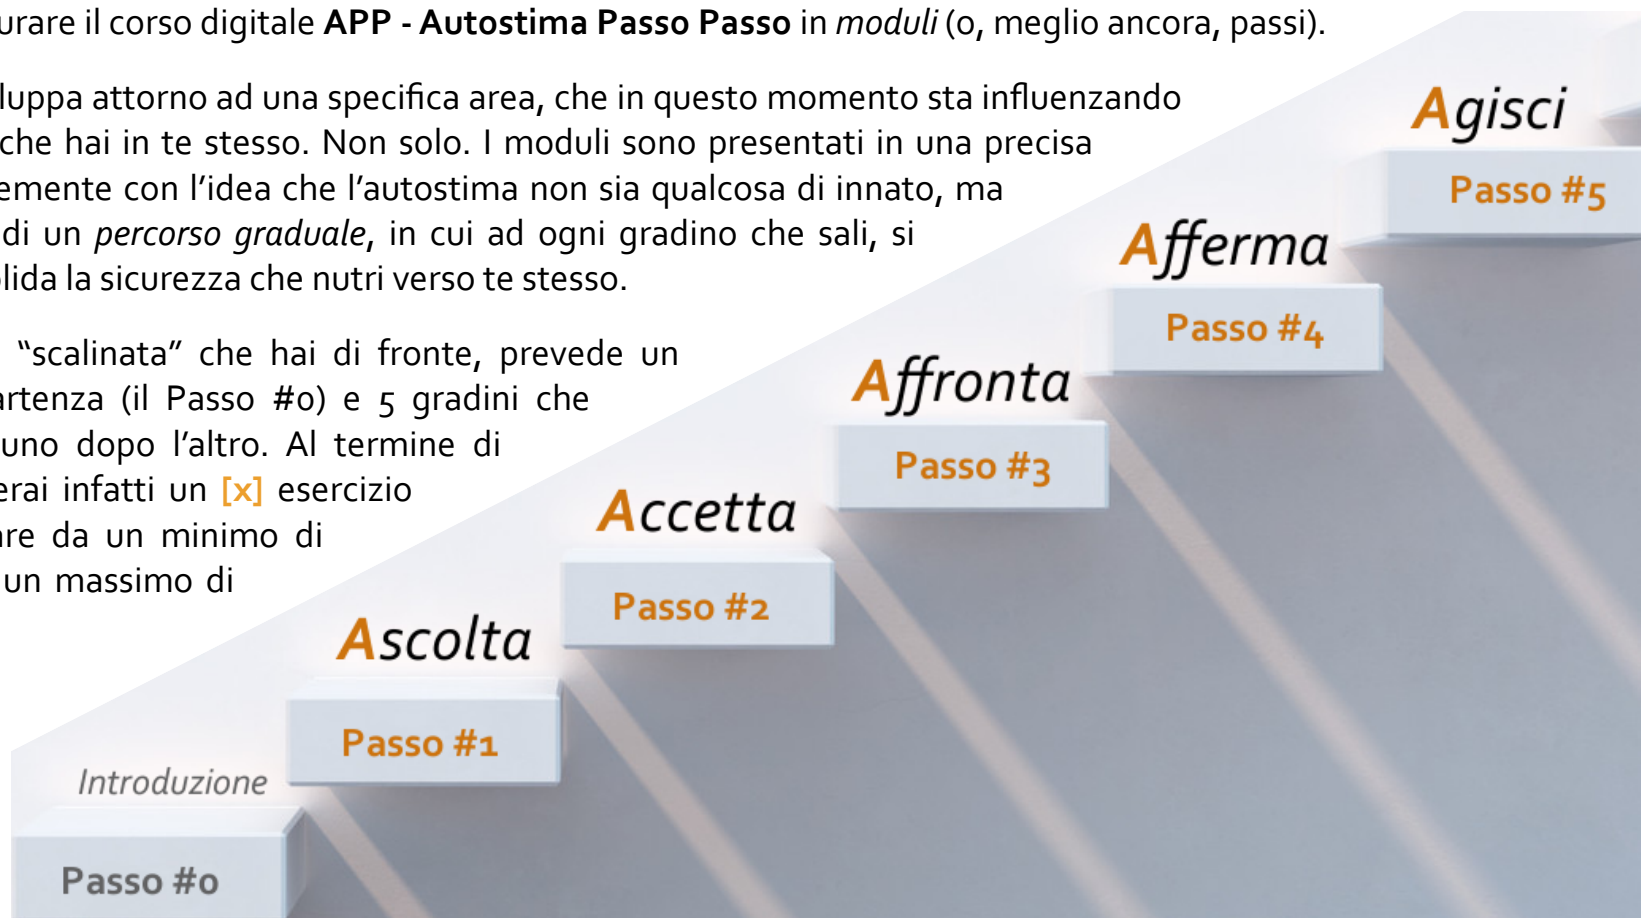 urare il corso digitale APP - Autostima Passo Passo in moduli (o, meglio ancora, passi).
luppa attorno ad una specifica area, che in questo momento sta influenzando
che hai in te stesso. Non solo. I moduli sono presentati in una precisa
emente con l'idea che l'autostima non sia qualcosa di innato, ma
di un percorso graduale, in cui ad ogni gradino che sali, si
lida la sicurezza che nutri verso te stesso.
"scalinata" che hai di fronte, prevede un
artenza (il Passo #0) e 5 gradini che
uno dopo l'altro. Al termine di
erai infatti un [x] esercizio
are da un minimo di
un massimo di
Agisci
Passo #5
Afferma
Passo #4
Affronta
Passo #3
Accetta
Passo #2
Ascolta
Passo #1
Introduzione
Passo #0